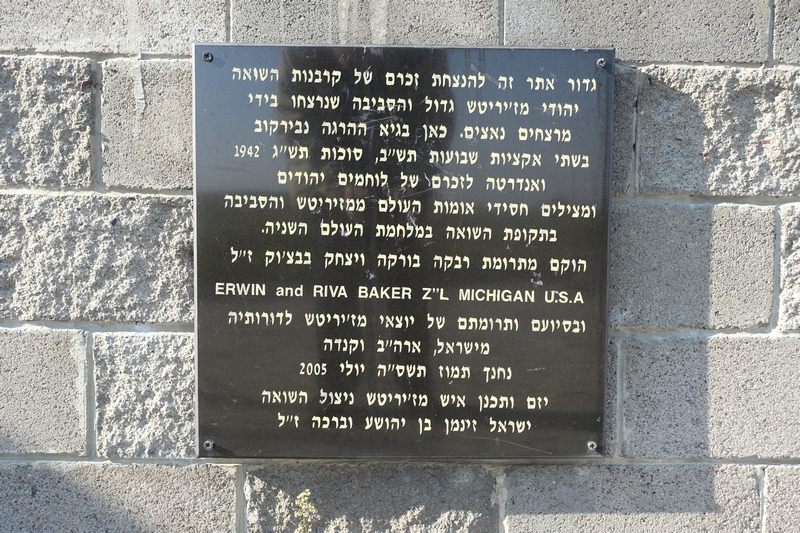 גדור אתר זה להנצחת זכרם של קרבנות השואה
יהודי מז׳יריטש גדול והסביבה שנרצחו בידי
מרצחים נאצים. כאן בגיא ההרגה נבירקוב
בשתי אקציות שבועות תש״ב, סוכות תש״ג 1942
ואנדרטה לזכרם של לוחמים יהודים
ומצילים חסידי אומות העולם ממזיריטש והסביבה
בתקופת השואה במלחמת העולם השניה.
הוקם מתרומת רבקה בורקה ויצחק בבצ׳וק ז״ל
ERWIN and RIVA BAKER Z"L MICHIGAN U.S.A
ובסיועם ותרומתם של יוצאי מז׳יריטש לדורותיה
מישראל, ארה״ב וקנדה
נחנך תמוז תשס״ה יולי 2005
יזם ותכנן איש מז׳יריטש ניצול השואה
ישראל זינמן בן יהושע וברכה ז״ל